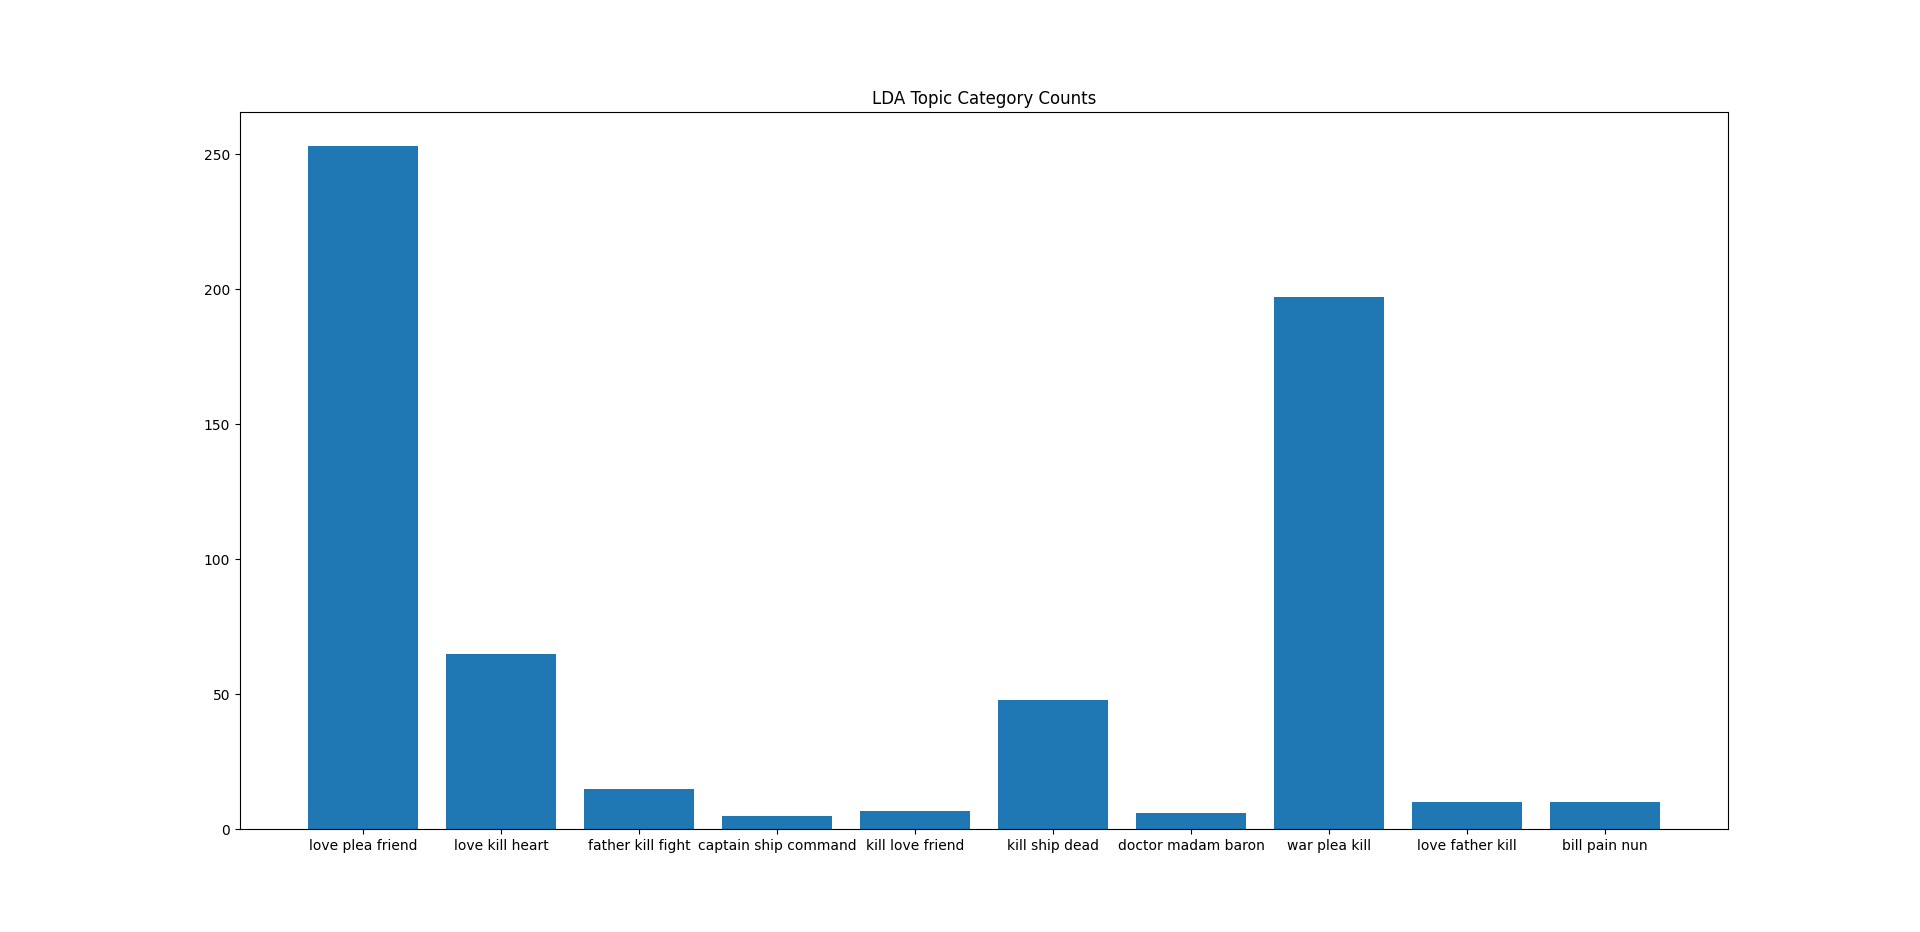 LDA Topic Category Counts
250
200
150
100
50
0
love plea friend
love kill heart
father kill fight
captain ship command
kill love friend
kill ship dead
doctor madam baron
war plea kill
love father kill
bill pain nun